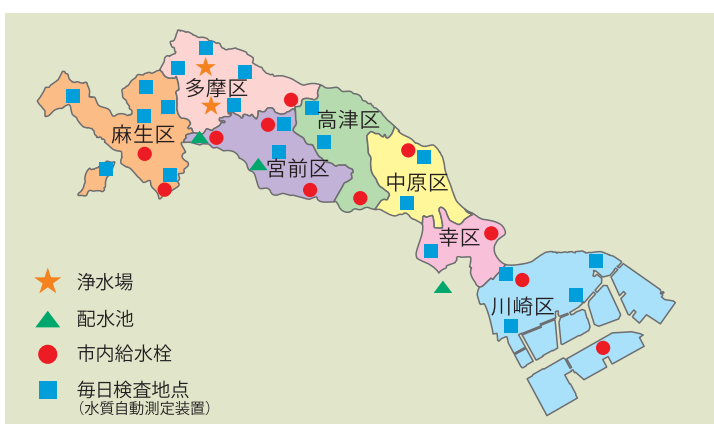 多摩区
高津区
麻生区
宮前区
中原区
幸区
川崎区
浄水場
配水池
市内給水栓
毎日検査地点
（水質自動測定装置）